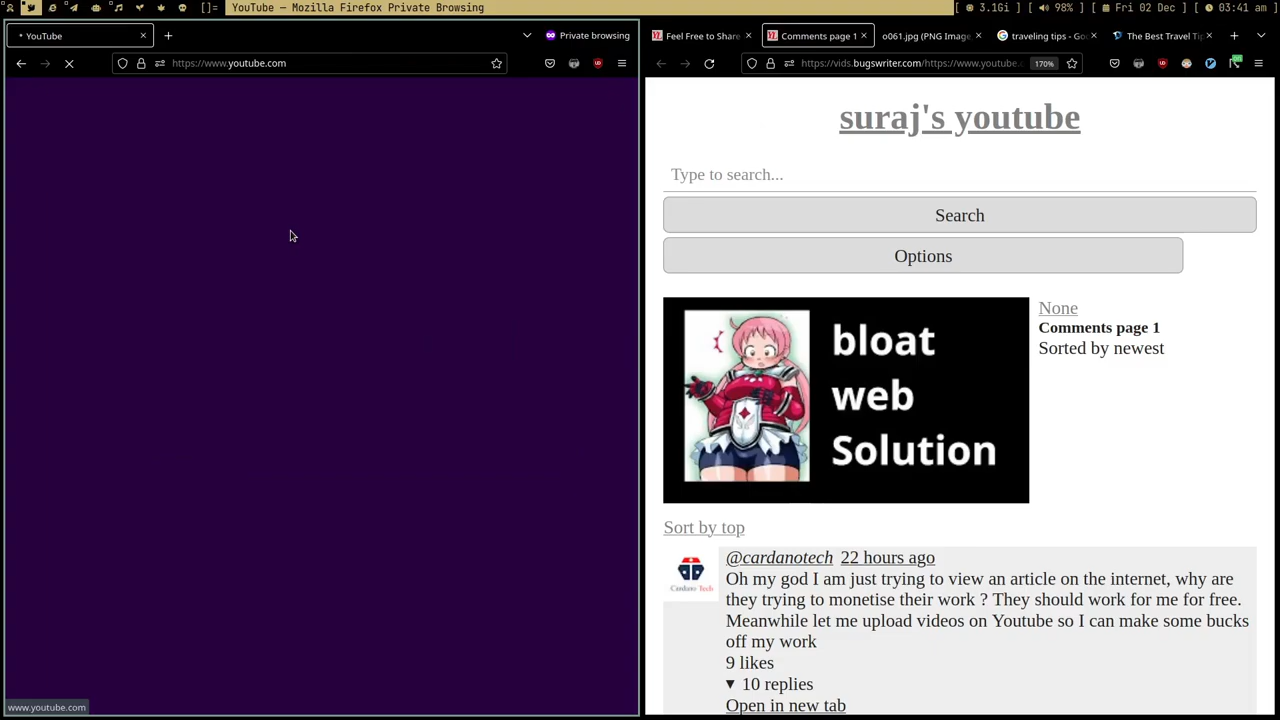 []= YouTube — Mozilla Firefox Private Browsing [ 3.1Gi ] [ 98% ] [ Fri 02 Dec ] [ 03:41 am ]
YouTube
Private browsing
https://www.youtube.com
www.youtube.com
Feel Free to Share
Comments page 1
o061.jpg (PNG Image
traveling tips - Go
The Best Travel Ti
https://vids.bugswriter.com/https://www.youtube.c
170%
suraj's youtube
Type to search...
Search
Options
bloat
web
Solution
None
Comments page 1
Sorted by newest
Sort by top
Cardano Tech
@cardanotech 22 hours ago
Oh my god I am just trying to view an article on the internet, why are
they trying to monetise their work ? They should work for me for free.
Meanwhile let me upload videos on Youtube so I can make some bucks
off my work
9 likes
▼ 10 replies
Open in new tab